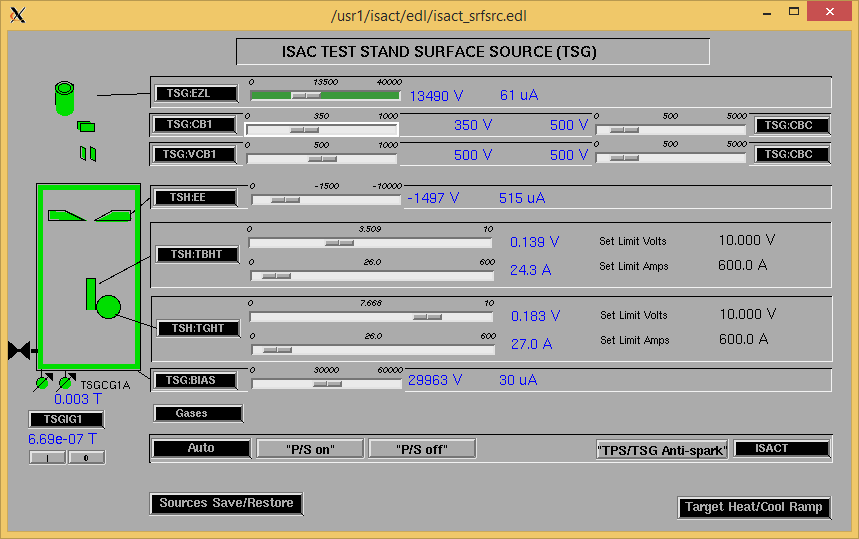 /usr1/isact/edl/isact_srfsrc.edl
ISAC TEST STAND SURFACE SOURCE (TSG)
TSG:EZL 0 13500 40000 13490 V 61 uA
TSG:CB1 0 350 1000 350 V 500 V 0 500 5000 TSG:CBC
TSG:VCB1 0 500 1000 500 V 500 V 0 500 5000 TSG:CBC
TSH:EE 0 -1500 -10000 -1497 V 515 uA
TSH:TBHT 0 3.509 10 0.139 V Set Limit Volts 10.000 V
0 26.0 600 24.3 A Set Limit Amps 600.0 A
TSH:TGHT 0 7.668 10 0.183 V Set Limit Volts 10.000 V
0 26.0 600 27.0 A Set Limit Amps 600.0 A
TSG:BIAS 0 30000 60000 29963 V 30 uA
TSGCG1A
0.003 T
TSGIG1
6.69e-07 T
I 0
Gases
Auto "P/S on" "P/S off" "TPS/TSG Anti-spark" ISACT
Sources Save/Restore Target Heat/Cool Ramp